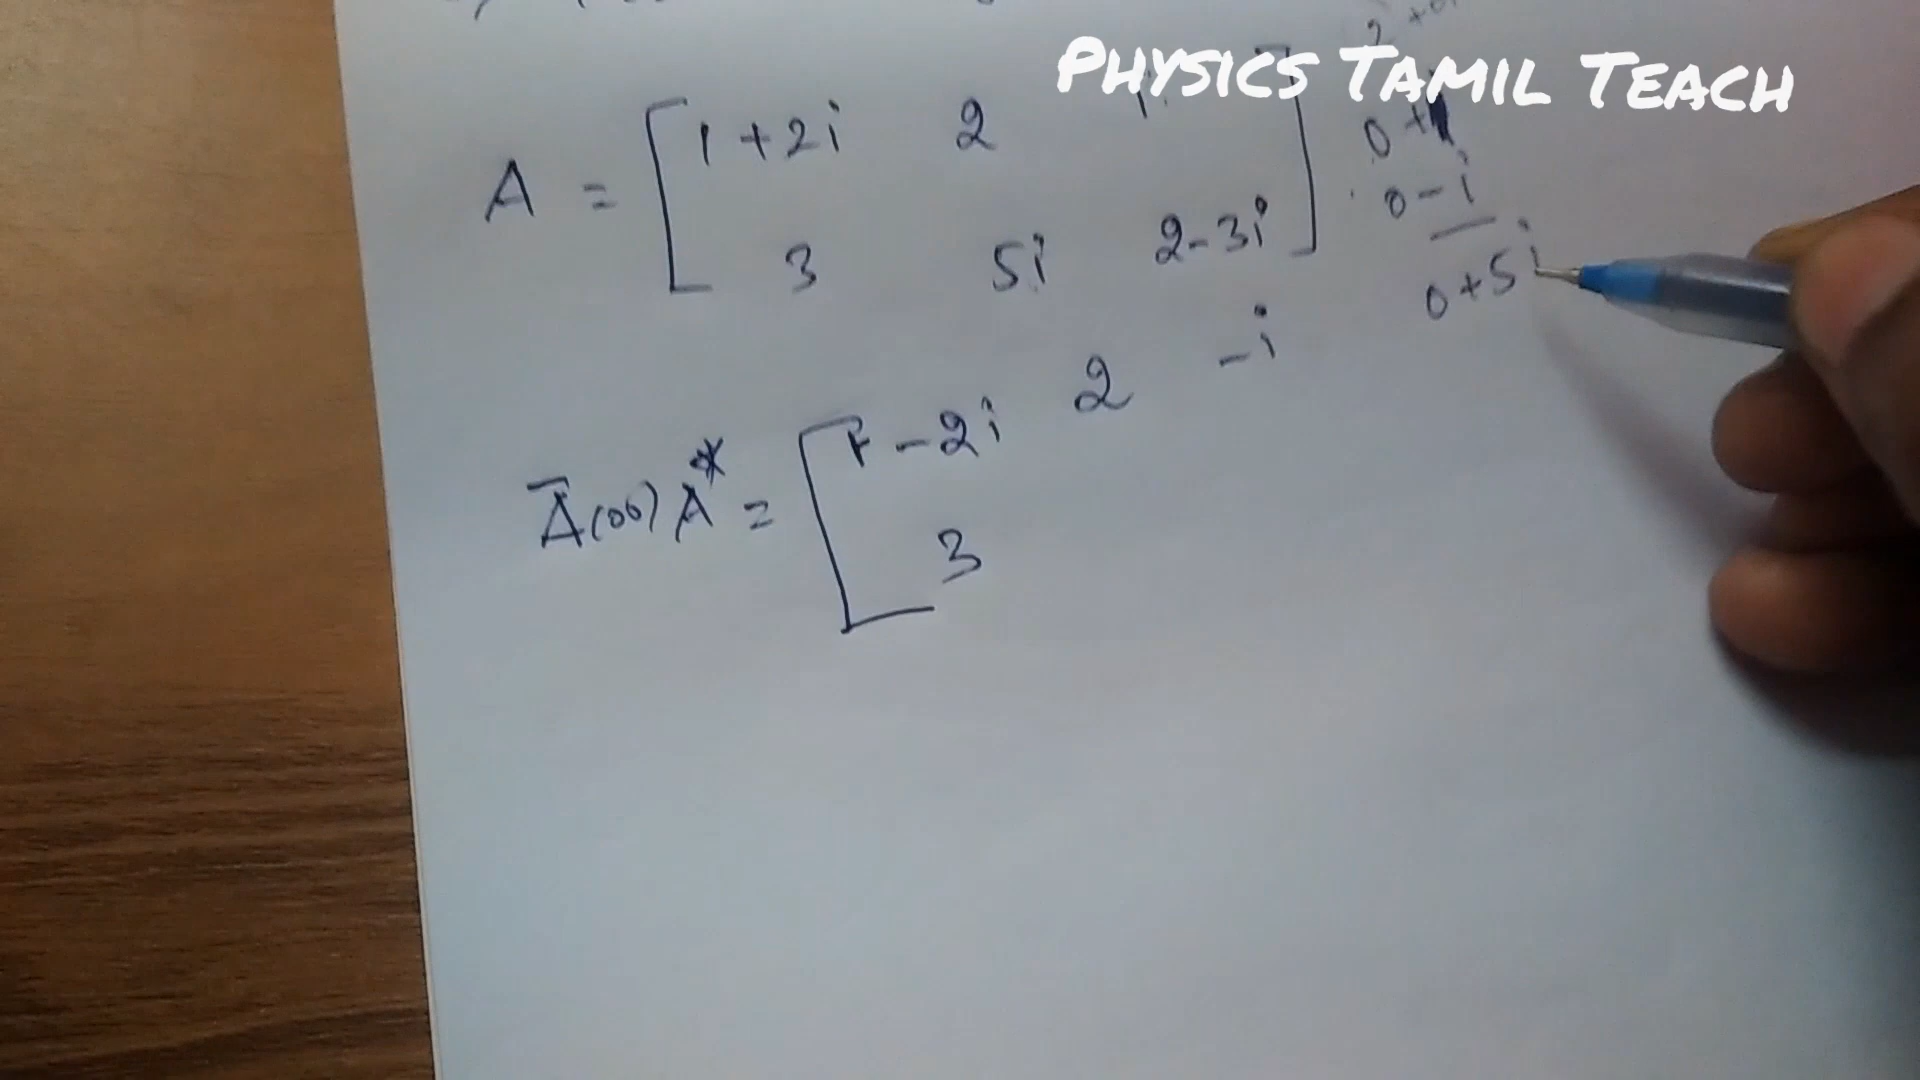 Physics Tamil Teach
A = [ 1+2i 2 i
3 5i 2-3i ]
0+i
0-i
0+5i
Ā (or) A* = [ 1-2i 2 -i
3